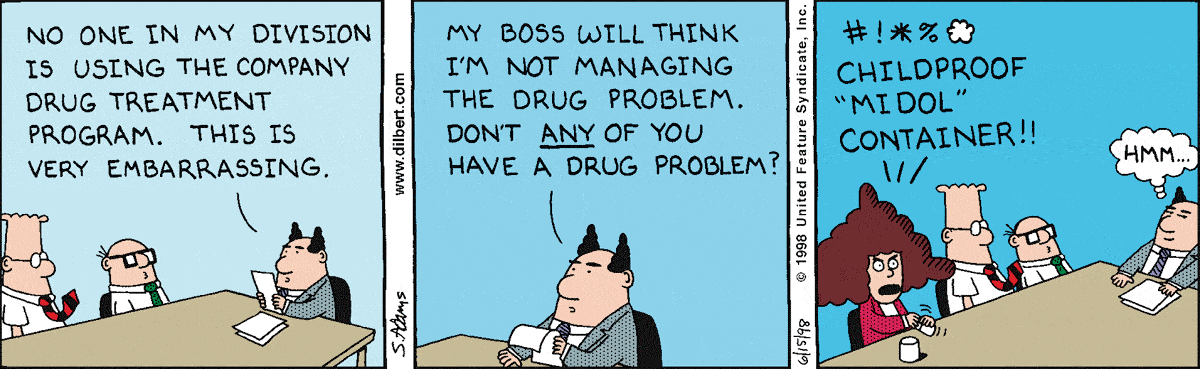 NO ONE IN MY DIVISION
IS USING THE COMPANY
DRUG TREATMENT
PROGRAM. THIS IS
VERY EMBARRASSING.
www.dilbert.com
S.Adams
MY BOSS WILL THINK
I'M NOT MANAGING
THE DRUG PROBLEM.
DON'T ANY OF YOU
HAVE A DRUG PROBLEM?
6/15/98 © 1998 United Feature Syndicate, Inc.
#!*%
CHILDPROOF
"MIDOL"
CONTAINER!!
HMM...